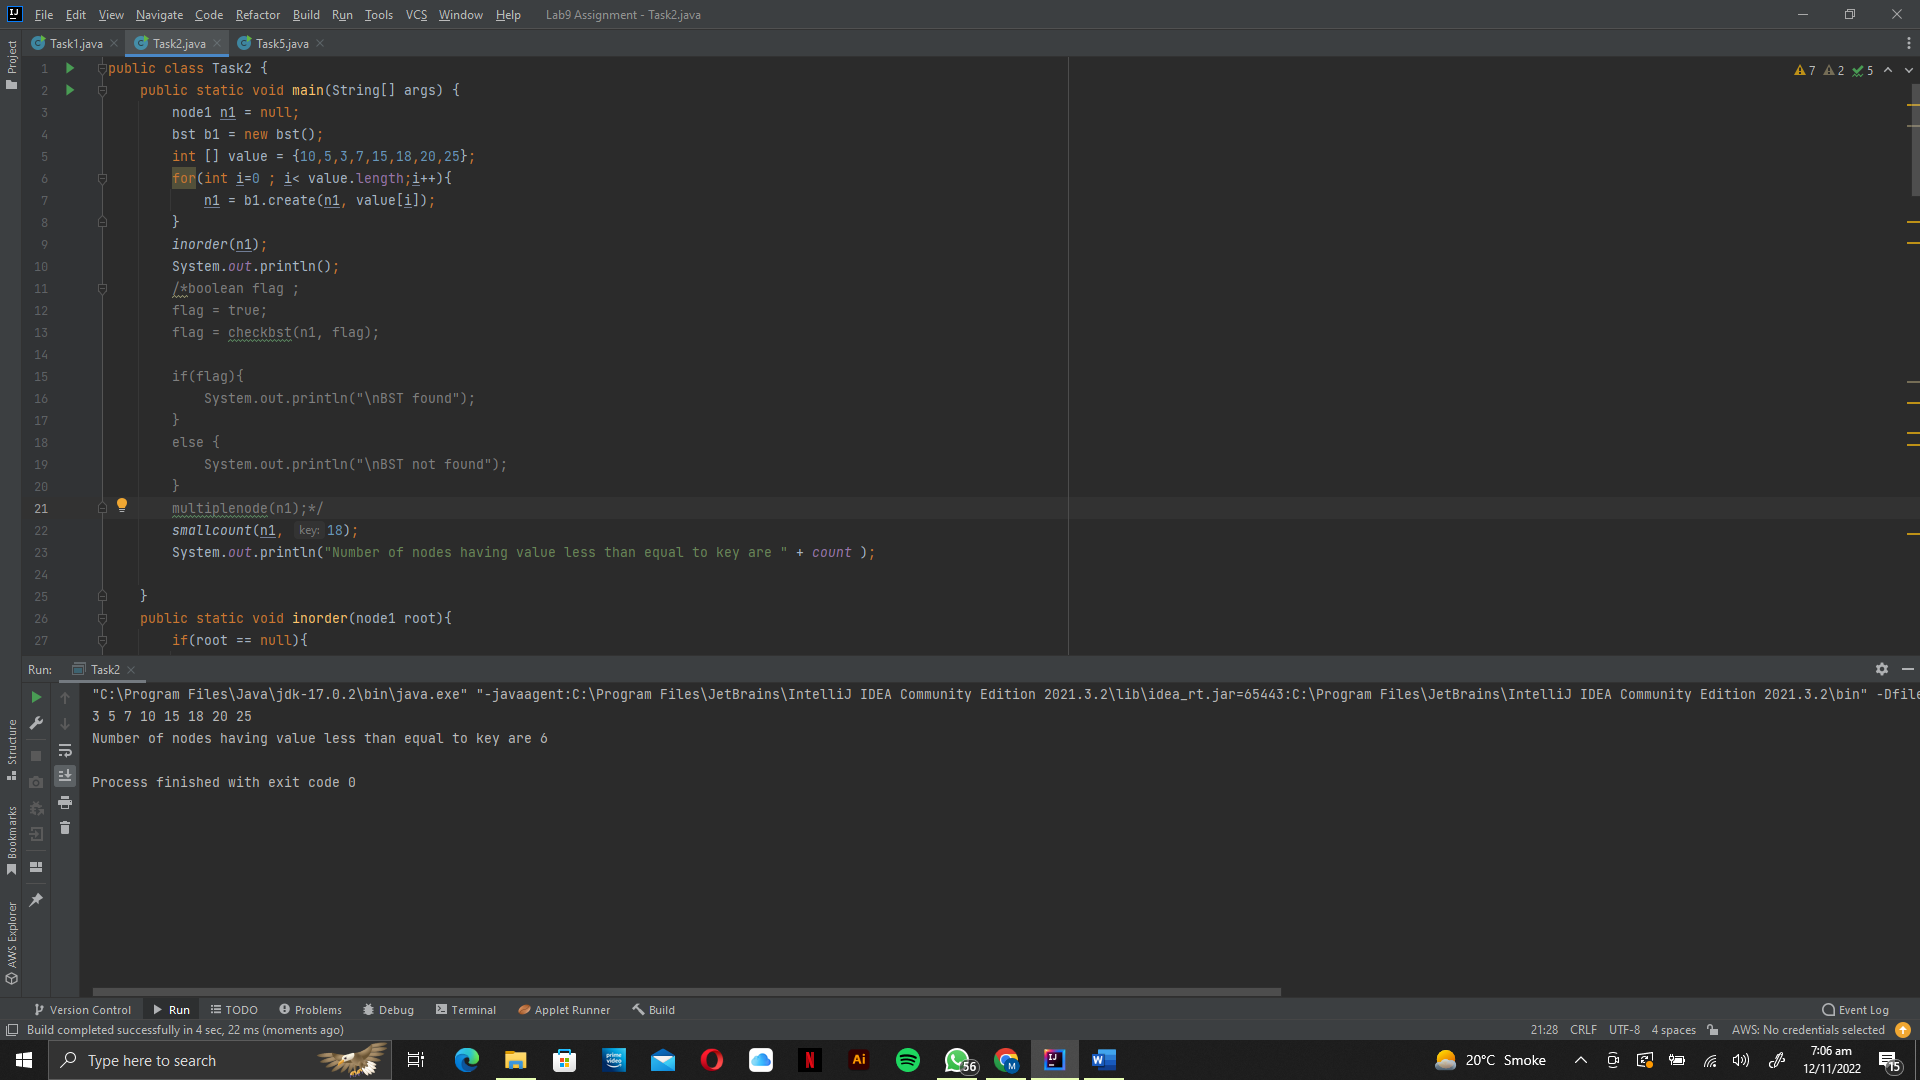 File Edit View Navigate Code Refactor Build Run Tools VCS Window Help Lab9 Assignment - Task2.java
Task1.java Task2.java Task5.java
Project
7 2 5
1 public class Task2 {
2 public static void main(String[] args) {
3 node1 n1 = null;
4 bst b1 = new bst();
5 int [] value = {10,5,3,7,15,18,20,25};
6 for(int i=0 ; i< value.length;i++){
7 n1 = b1.create(n1, value[i]);
8 }
9 inorder(n1);
10 System.out.println();
11 /*boolean flag ;
12 flag = true;
13 flag = checkbst(n1, flag);
14
15 if(flag){
16 System.out.println("\nBST found");
17 }
18 else {
19 System.out.println("\nBST not found");
20 }
21 multiplenode(n1);*/
22 smallcount(n1, key: 18);
23 System.out.println("Number of nodes having value less than equal to key are " + count );
24
25 }
26 public static void inorder(node1 root){
27 if(root == null){
Run: Task2
"C:\Program Files\Java\jdk-17.0.2\bin\java.exe" "-javaagent:C:\Program Files\JetBrains\IntelliJ IDEA Community Edition 2021.3.2\lib\idea_rt.jar=65443:C:\Program Files\JetBrains\IntelliJ IDEA Community Edition 2021.3.2\bin" -Dfile
3 5 7 10 15 18 20 25
Number of nodes having value less than equal to key are 6
Process finished with exit code 0
Structure
Bookmarks
AWS Explorer
Version Control Run TODO Problems Debug Terminal Applet Runner Build Event Log
Build completed successfully in 4 sec, 22 ms (moments ago) 21:28 CRLF UTF-8 4 spaces AWS: No credentials selected
Type here to search prime video N Ai 56 M W 20°C Smoke 7:06 am
12/11/2022 15